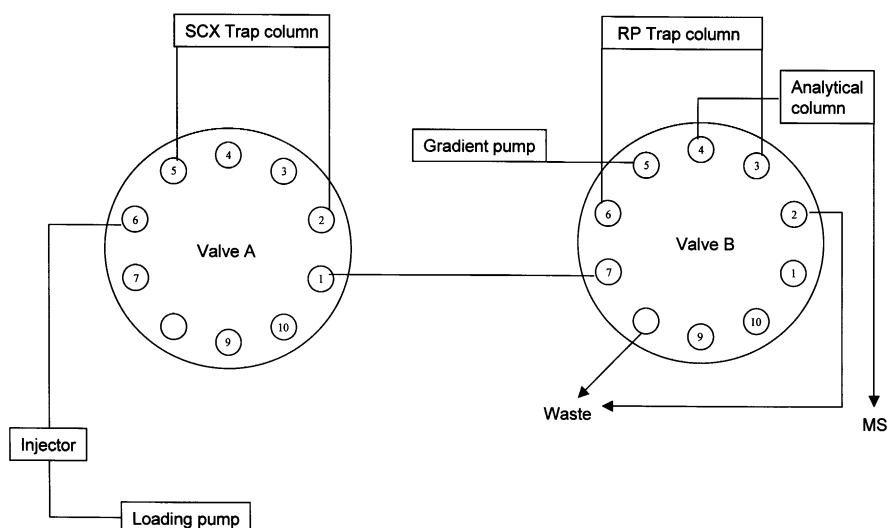 SCX Trap column
RP Trap column
Analytical
column
Gradient pump
4
5
3
6
2
Valve A
7
1
9
10
4
5
3
6
2
Valve B
7
1
9
10
Waste
MS
Injector
Loading pump